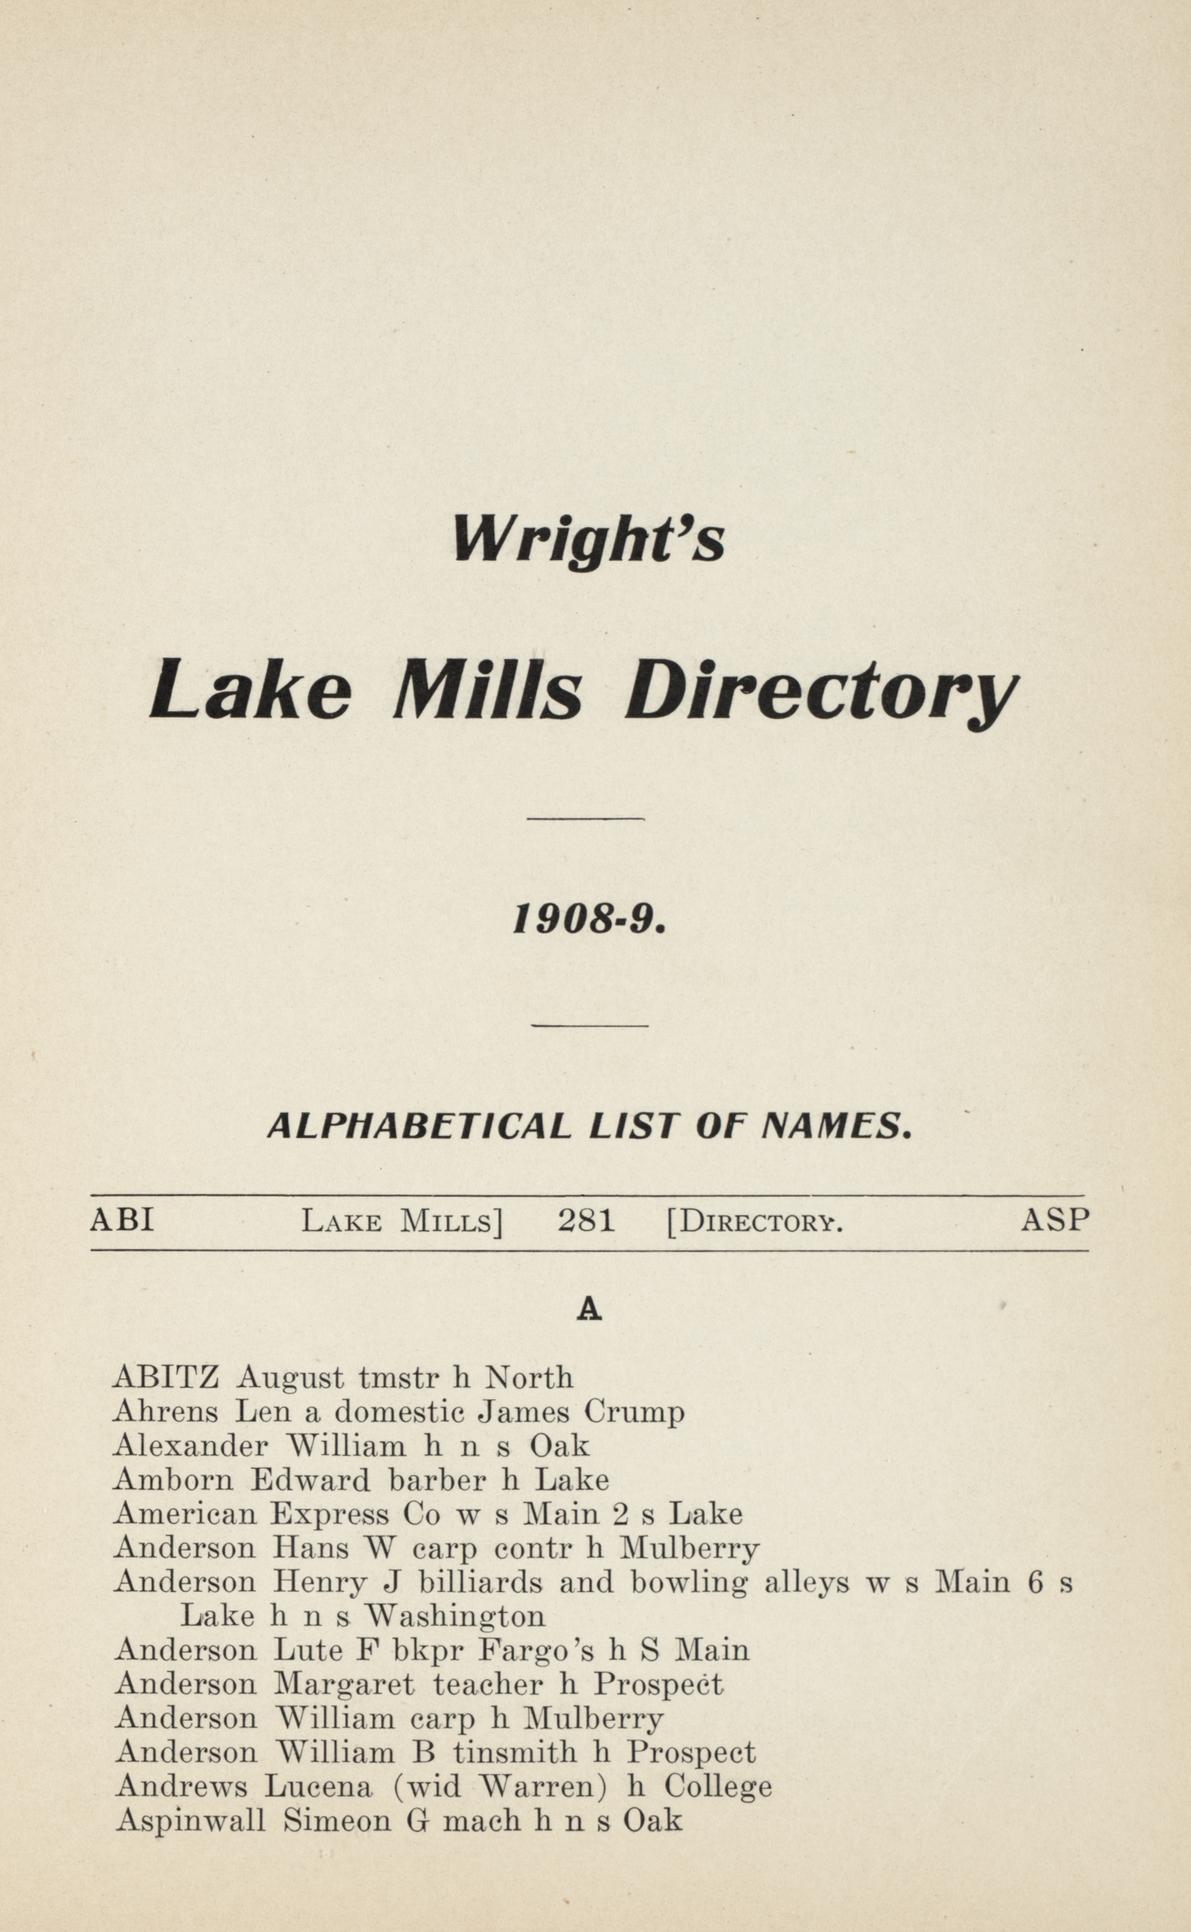 Wright's
Lake Mills Directory
1908-9.
ALPHABETICAL LIST OF NAMES.
ABI LAKE MILLS] 281 [DIRECTORY. ASP
A
ABITZ August tmstr h North
Ahrens Len a domestic James Crump
Alexander William h n s Oak
Amborn Edward barber h Lake
American Express Co w s Main 2 s Lake
Anderson Hans W carp contr h Mulberry
Anderson Henry J billiards and bowling alleys w s Main 6 s
Lake h n s Washington
Anderson Lute F bkpr Fargo's h S Main
Anderson Margaret teacher h Prospect
Anderson William carp h Mulberry
Anderson William B tinsmith h Prospect
Andrews Lucena (wid Warren) h College
Aspinwall Simeon G mach h n s Oak